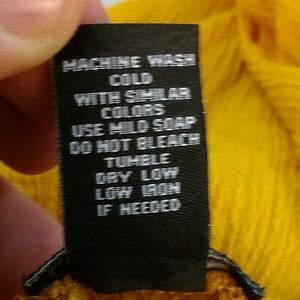 MACHINE WASH
COLD
WITH SIMILAR
COLORS
USE MILD SOAP
DO NOT BLEACH
TUMBLE
DRY LOW
LOW IRON
IF NEEDED